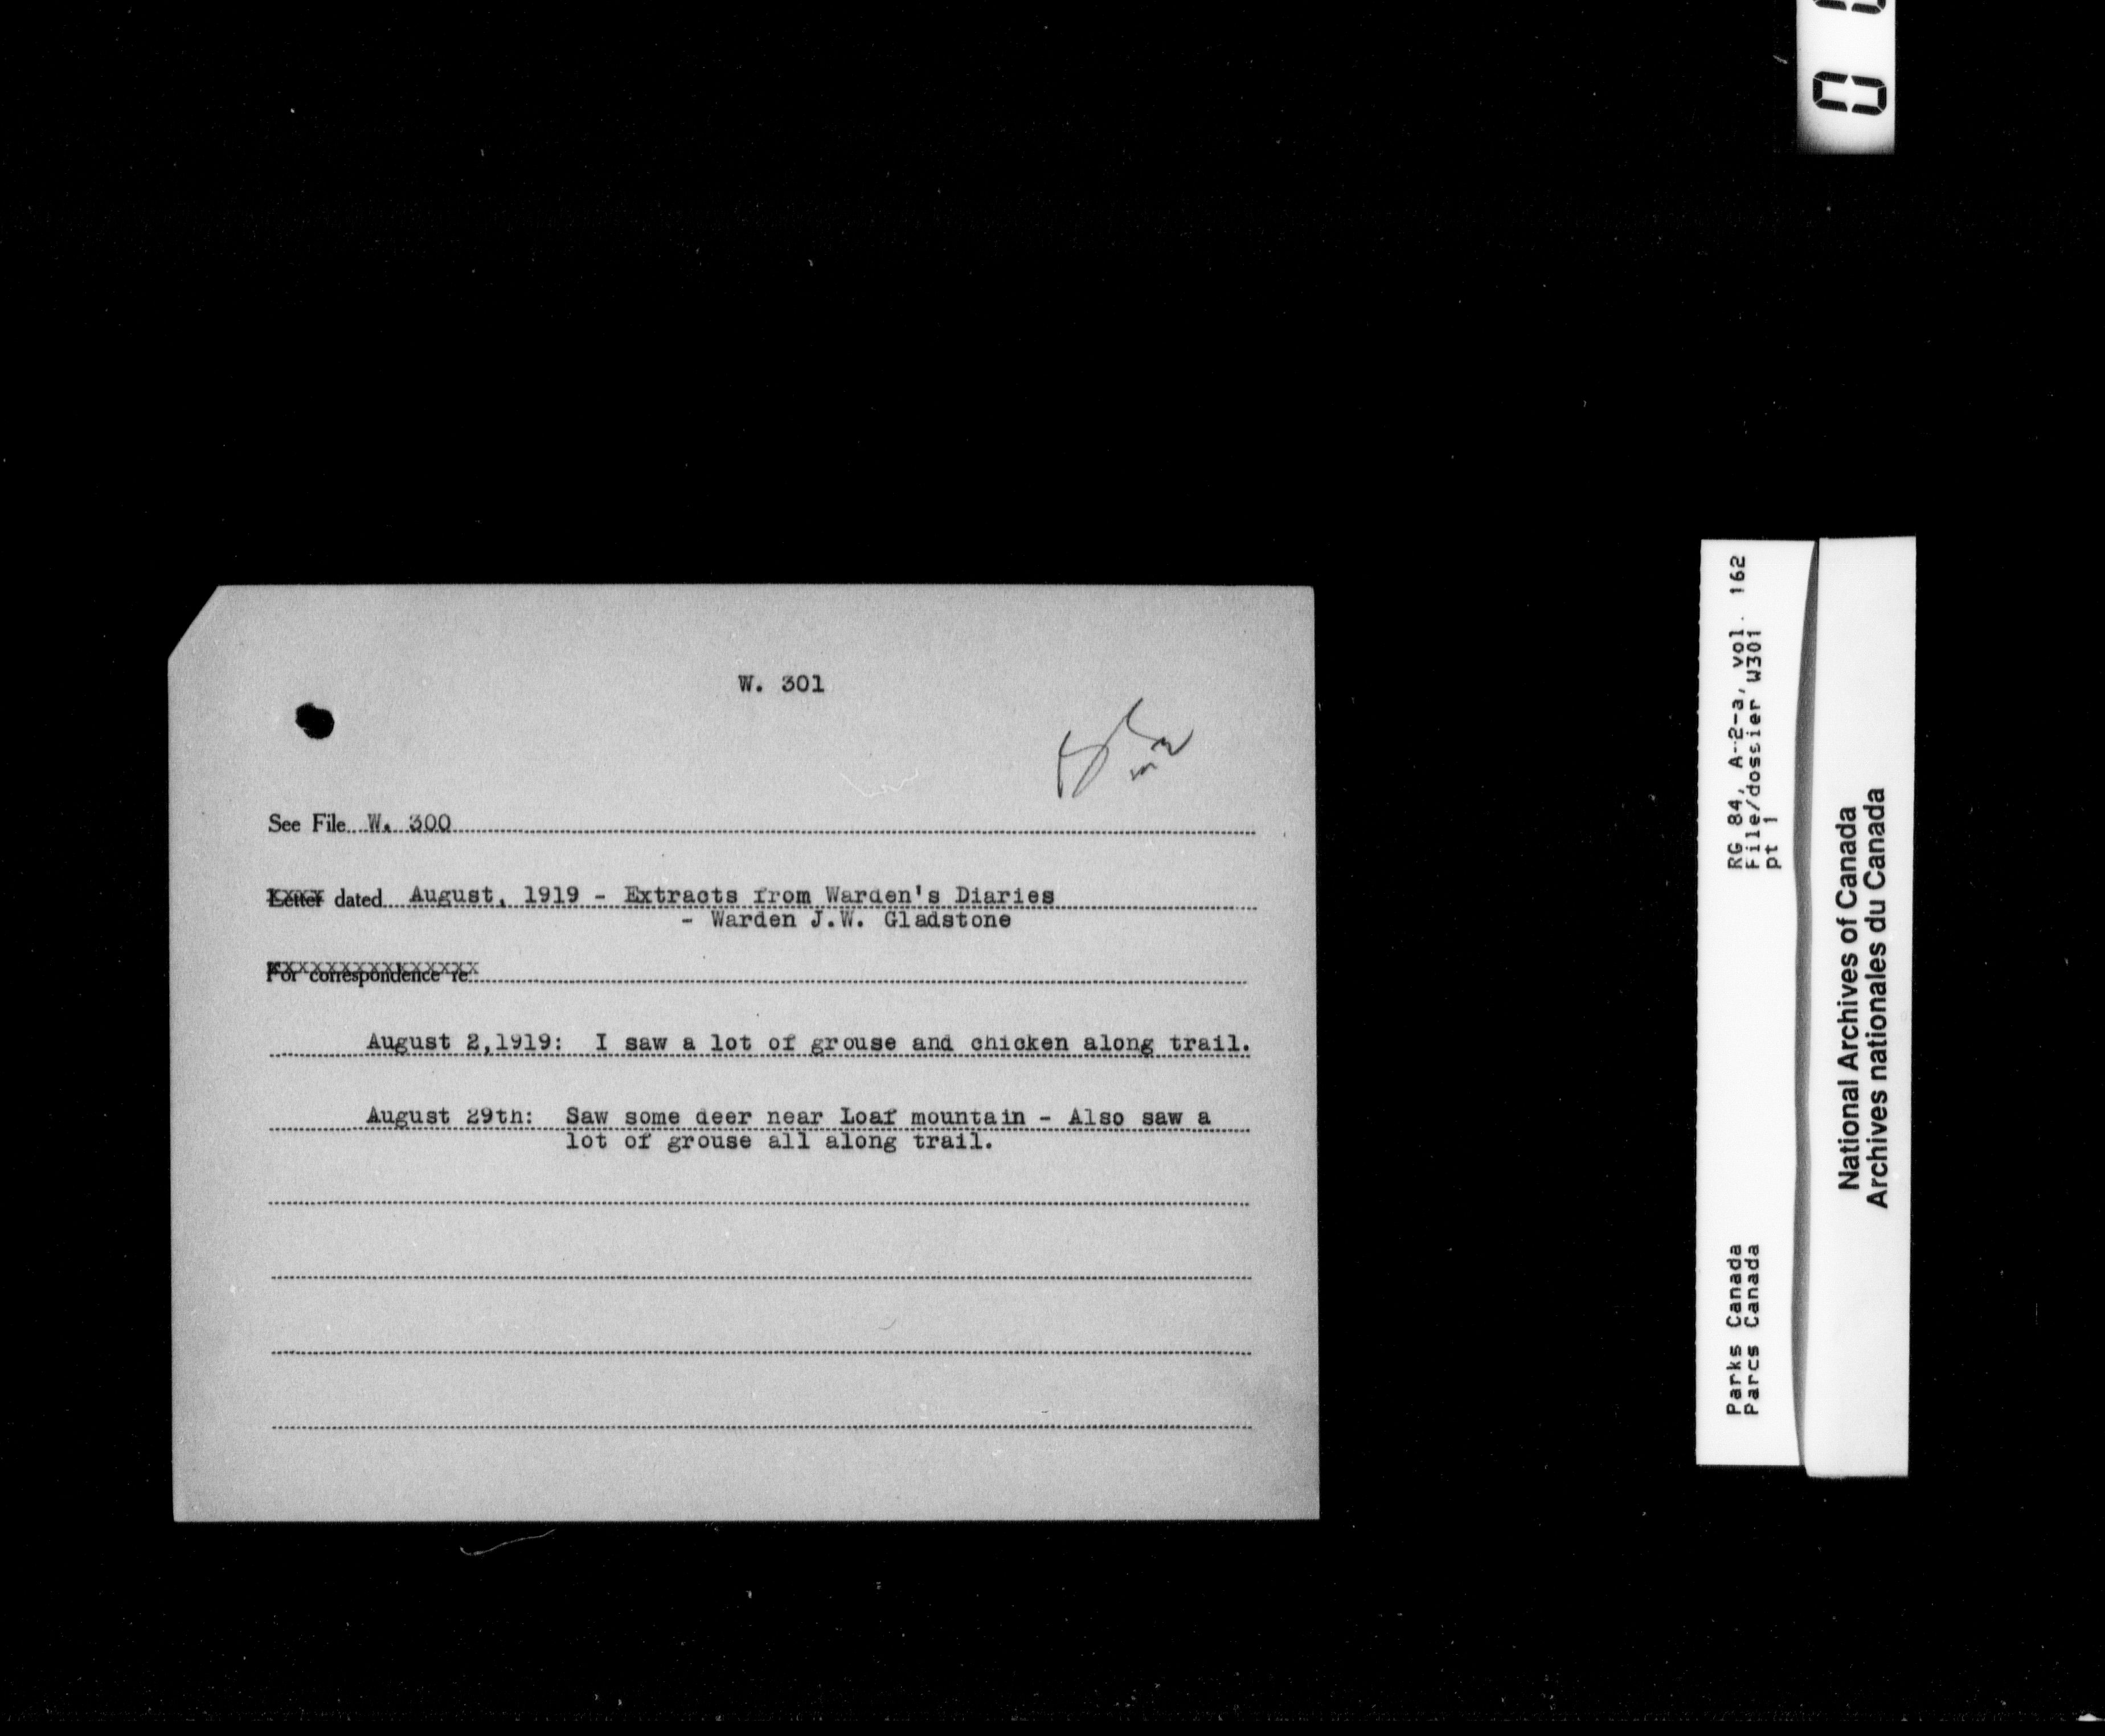 W. 301
See File W. 300
Letter dated August, 1919 - Extracts from Warden's Diaries
- Warden J.W. Gladstone
For correspondence re
August 2,1919: I saw a lot of grouse and chicken along trail.
August 29th: Saw some deer near Loaf mountain - Also saw a
lot of grouse all along trail.
RG 84, A-2-a, vol. 162
File/dossier W301
pt 1
Parks Canada
Parcs Canada
National Archives of Canada
Archives nationales du Canada
0